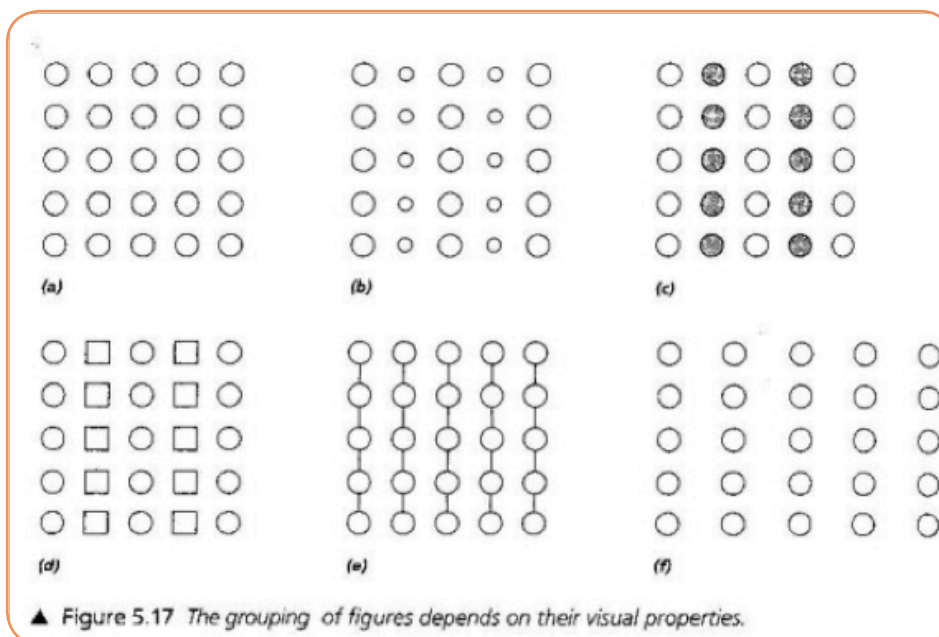 (a)
(b)
(c)
(d)
(e)
(f)
▲ Figure 5.17 The grouping of figures depends on their visual properties.